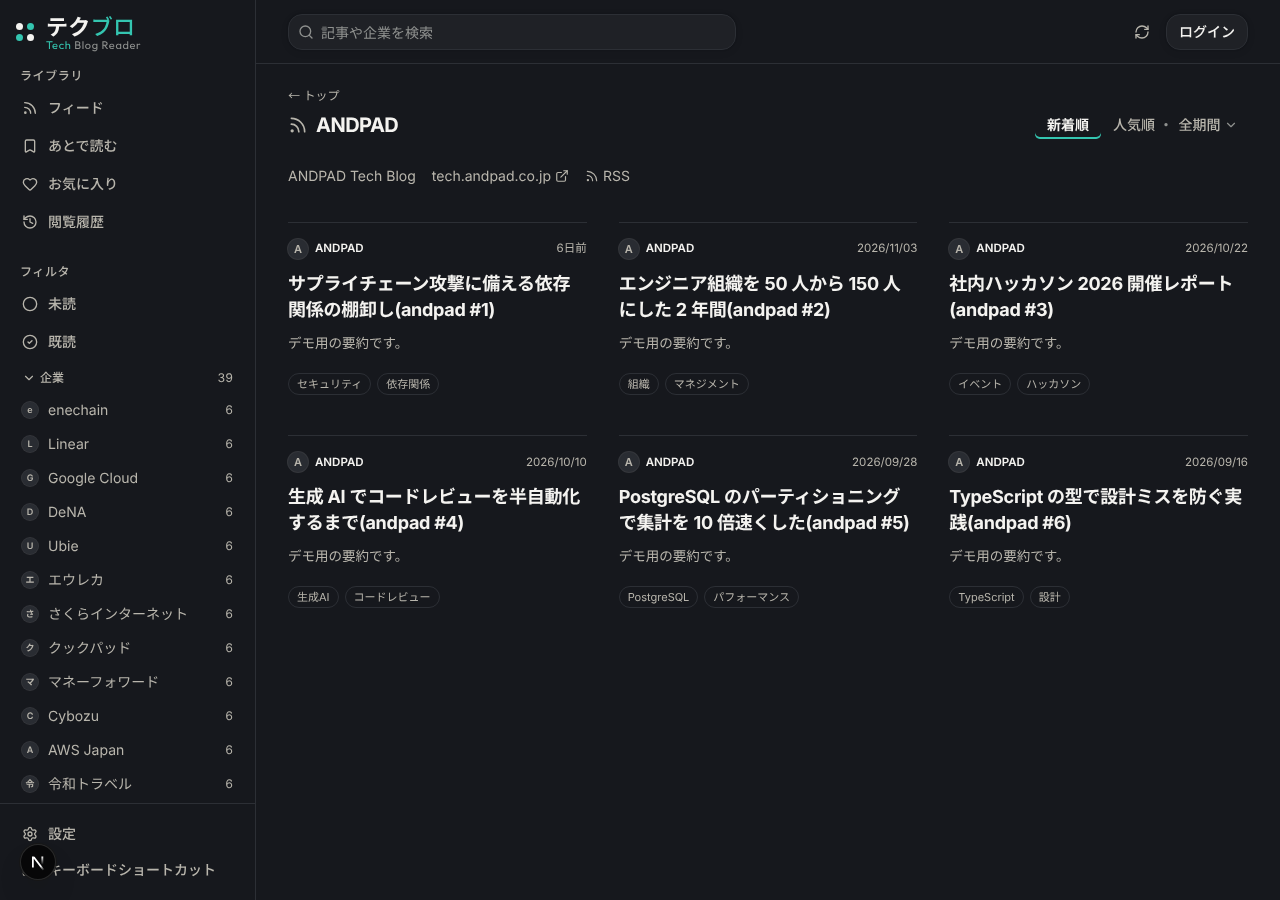 テクブロ
Tech Blog Reader
ライブラリ
フィード
あとで読む
お気に入り
閲覧履歴
フィルタ
未読
既読
企業 39
e enechain 6
L Linear 6
G Google Cloud 6
D DeNA 6
U Ubie 6
エ エウレカ 6
さ さくらインターネット 6
ク クックパッド 6
マ マネーフォワード 6
C Cybozu 6
A AWS Japan 6
令 令和トラベル 6
設定
N
キーボードショートカット
記事や企業を検索
ログイン
← トップ
ANDPAD
新着順 人気順 • 全期間
ANDPAD Tech Blog tech.andpad.co.jp RSS
A ANDPAD 6日前
サプライチェーン攻撃に備える依存
関係の棚卸し(andpad #1)
デモ用の要約です。
セキュリティ 依存関係
A ANDPAD 2026/11/03
エンジニア組織を 50 人から 150 人
にした 2 年間(andpad #2)
デモ用の要約です。
組織 マネジメント
A ANDPAD 2026/10/22
社内ハッカソン 2026 開催レポート
(andpad #3)
デモ用の要約です。
イベント ハッカソン
A ANDPAD 2026/10/10
生成 AI でコードレビューを半自動化
するまで(andpad #4)
デモ用の要約です。
生成AI コードレビュー
A ANDPAD 2026/09/28
PostgreSQL のパーティショニング
で集計を 10 倍速くした(andpad #5)
デモ用の要約です。
PostgreSQL パフォーマンス
A ANDPAD 2026/09/16
TypeScript の型で設計ミスを防ぐ実
践(andpad #6)
デモ用の要約です。
TypeScript 設計